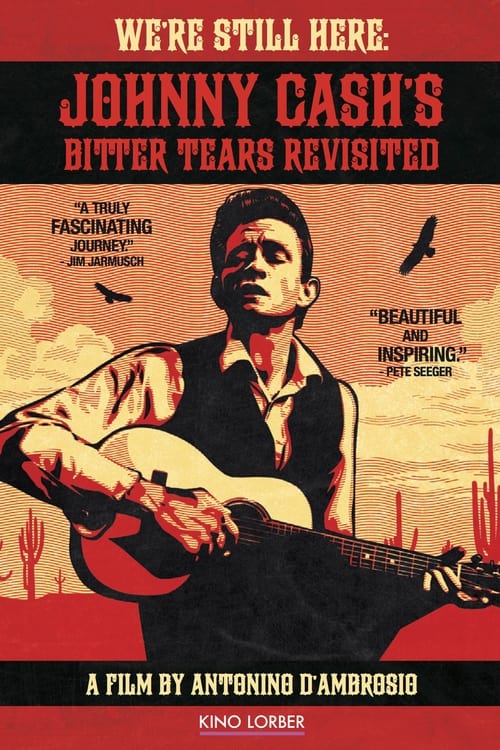 WE'RE STILL HERE:
JOHNNY CASH'S
BITTER TEARS REVISITED
"A TRULY
FASCINATING
JOURNEY."
- JIM JARMUSCH
"BEAUTIFUL
AND
INSPIRING."
- PETE SEEGER
A FILM BY ANTONINO D'AMBROSIO
KINO LORBER